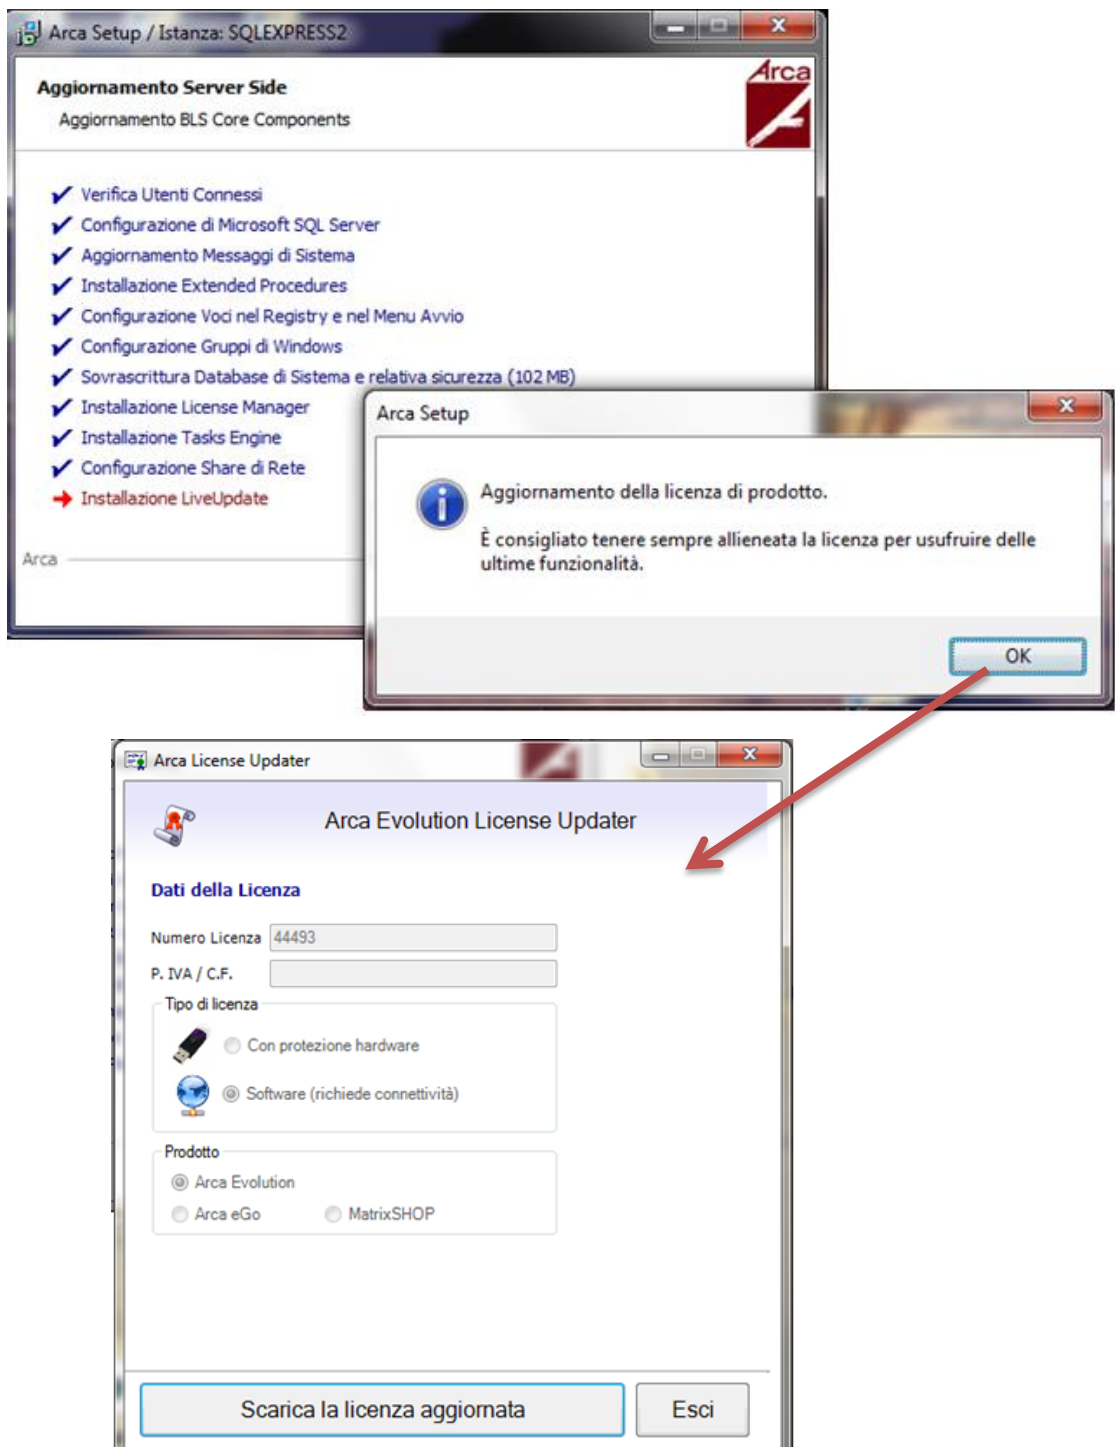 Arca Setup / Istanza: SQLEXPRESS2
Arca
Aggiornamento Server Side
Aggiornamento BLS Core Components
Verifica Utenti Connessi
Configurazione di Microsoft SQL Server
Aggiornamento Messaggi di Sistema
Installazione Extended Procedures
Configurazione Voci nel Registry e nel Menu Avvio
Configurazione Gruppi di Windows
Sovrascrittura Database di Sistema e relativa sicurezza (102 MB)
Installazione License Manager
Installazione Tasks Engine
Configurazione Share di Rete
Installazione LiveUpdate
Arca
Arca Setup
Aggiornamento della licenza di prodotto.
È consigliato tenere sempre allieneata la licenza per usufruire delle
ultime funzionalità.
OK
Arca License Updater
Arca Evolution License Updater
Dati della Licenza
Numero Licenza 44493
P. IVA / C.F.
Tipo di licenza
Con protezione hardware
Software (richiede connettività)
Prodotto
Arca Evolution
Arca eGo MatrixSHOP
Scarica la licenza aggiornata Esci